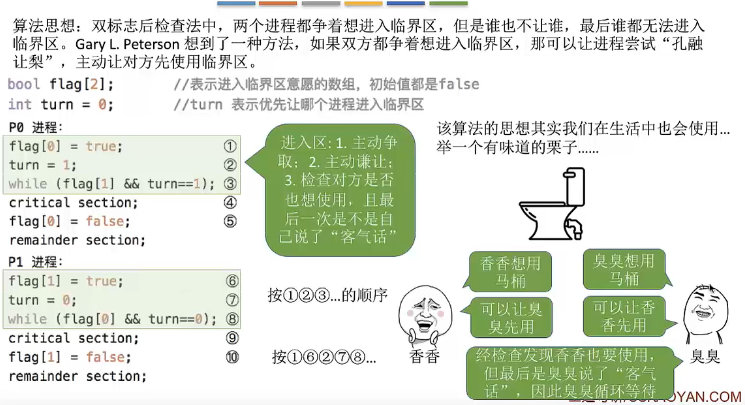 算法思想：双标志后检查法中，两个进程都争着想进入临界区，但是谁也不让谁，最后谁都无法进入
临界区。Gary L. Peterson 想到了一种方法，如果双方都争着想进入临界区，那可以让进程尝试“孔融
让梨”，主动让对方先使用临界区。
bool flag[2];   //表示进入临界区意愿的数组，初始值都是false
int turn = 0;   //turn 表示优先让哪个进程进入临界区
P0 进程：
flag[0] = true;   ①
turn = 1;   ②
while (flag[1] && turn==1);   ③
critical section;   ④
flag[0] = false;   ⑤
remainder section;
P1 进程：
flag[1] = true;   ⑥
turn = 0;   ⑦
while (flag[0] && turn==0);   ⑧
critical section;   ⑨
flag[1] = false;   ⑩
remainder section;
进入区：1. 主动争
取；2. 主动谦让；
3. 检查对方是否
也想使用，且最
后一次是不是自
己说了“客气话”
该算法的思想其实我们在生活中也会使用…
举一个有味道的栗子……
按①②③…的顺序
按①⑥②⑦⑧…
香香想用
马桶
可以让臭
臭先用
香香
臭臭想用
马桶
可以让香
香先用
臭臭
经检查发现香香也要使用，
但最后是臭臭说了“客气
话”，因此臭臭循环等待